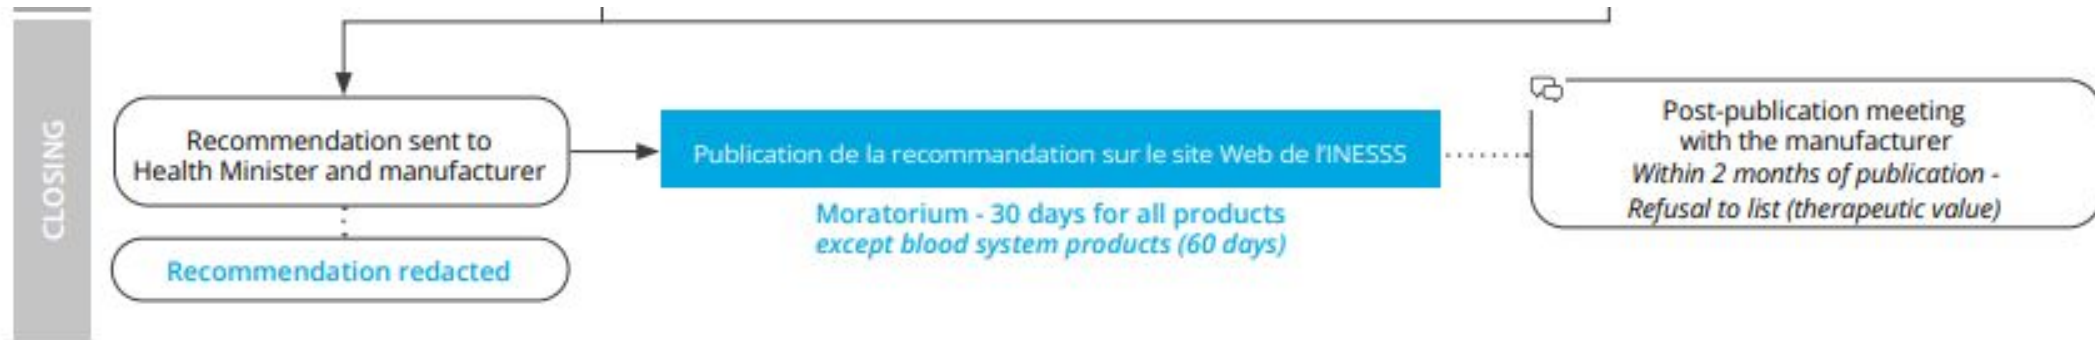 CLOSING
Recommendation sent to
Health Minister and manufacturer
Recommendation redacted
Publication de la recommandation sur le site Web de l'INESSS
Moratorium - 30 days for all products
except blood system products (60 days)
Post-publication meeting
with the manufacturer
Within 2 months of publication -
Refusal to list (therapeutic value)